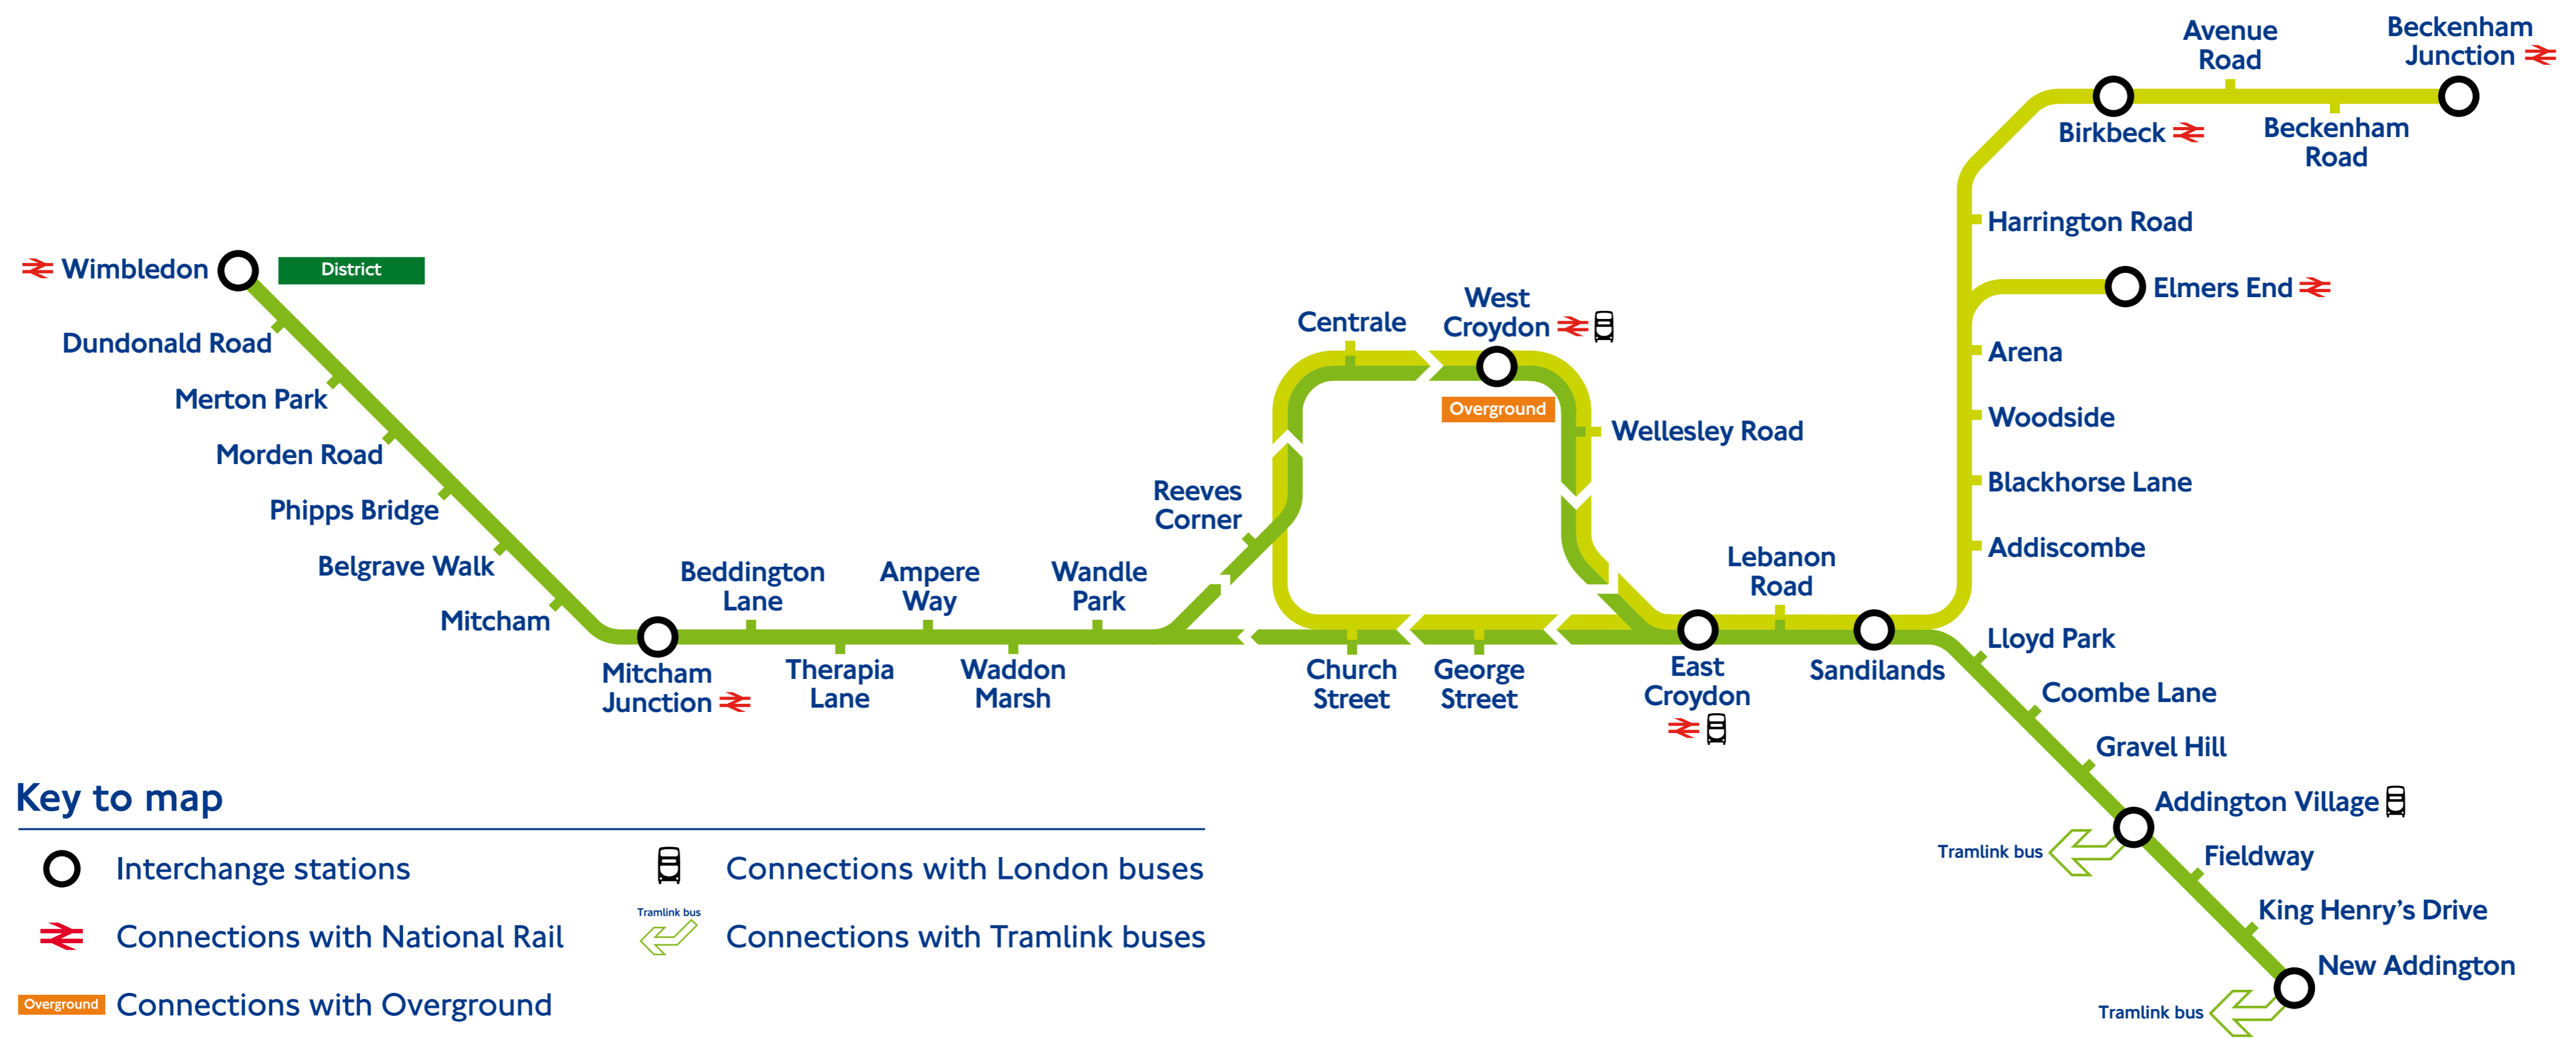 Avenue
Road
Beckenham
Junction
Birkbeck
Beckenham
Road
Harrington Road
Wimbledon
District
Elmers End
Dundonald Road
Merton Park
Morden Road
Phipps Bridge
Belgrave Walk
Mitcham
Mitcham
Junction
Beddington
Lane
Therapia
Lane
Ampere
Way
Waddon
Marsh
Wandle
Park
Reeves
Corner
Centrale
West
Croydon
Overground
Wellesley Road
Church
Street
George
Street
East
Croydon
Lebanon
Road
Sandilands
Arena
Woodside
Blackhorse Lane
Addiscombe
Lloyd Park
Coombe Lane
Gravel Hill
Addington Village
Tramlink bus
Fieldway
King Henry's Drive
New Addington
Tramlink bus
Key to map
Interchange stations
Connections with National Rail
Overground
Connections with Overground
Connections with London buses
Tramlink bus
Connections with Tramlink buses